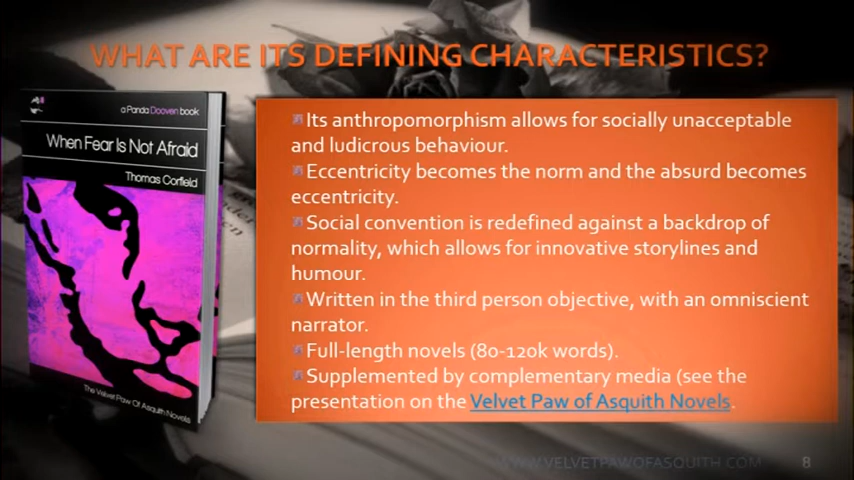 WHAT ARE ITS DEFINING CHARACTERISTICS?
a Panda Dooven book
When Fear Is Not Afraid
Thomas Corfield
The Velvet Paw Of Asquith Novels
Its anthropomorphism allows for socially unacceptable
and ludicrous behaviour.
Eccentricity becomes the norm and the absurd becomes
eccentricity.
Social convention is redefined against a backdrop of
normality, which allows for innovative storylines and
humour.
Written in the third person objective, with an omniscient
narrator.
Full-length novels (80-120k words).
Supplemented by complementary media (see the
presentation on the Velvet Paw of Asquith Novels.
WWW.VELVETPAWOFASQUITH.COM
8